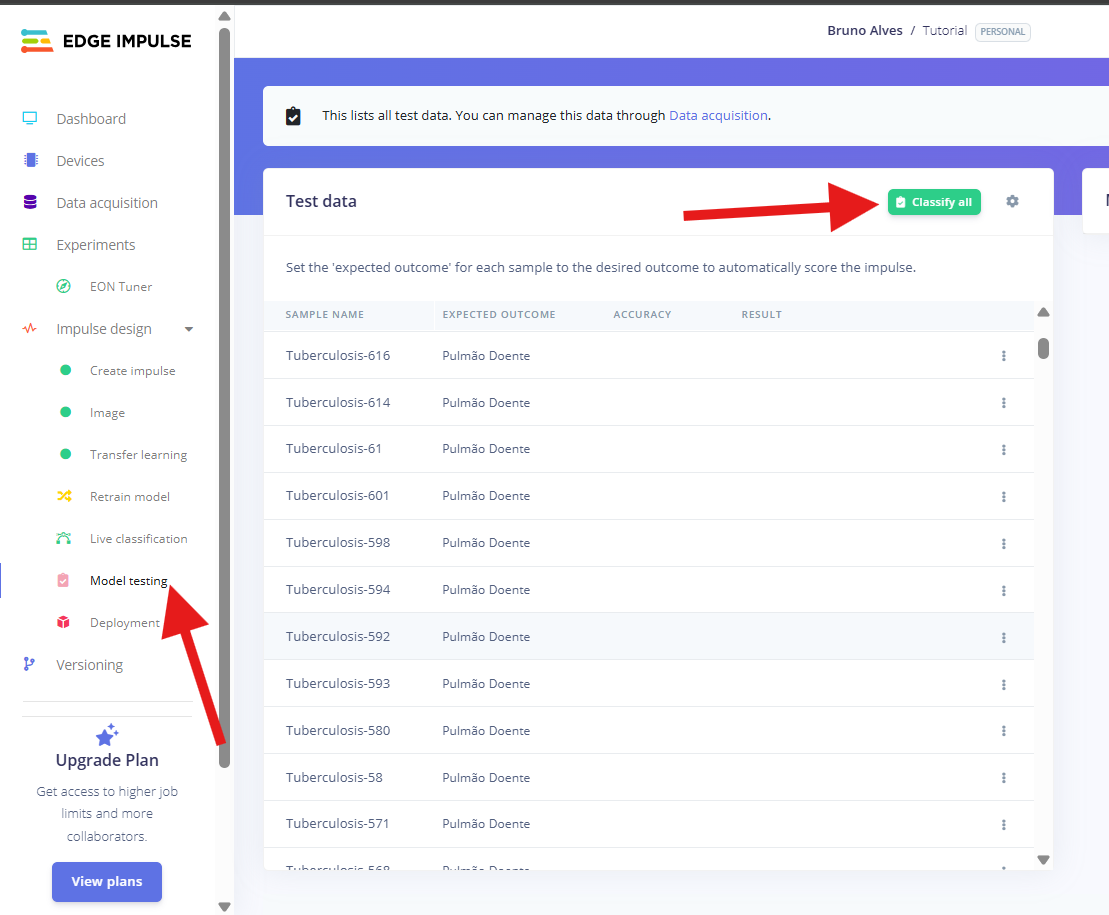 EDGE IMPULSE
Bruno Alves / Tutorial PERSONAL
Dashboard
Devices
Data acquisition
Experiments
EON Tuner
Impulse design
Create impulse
Image
Transfer learning
Retrain model
Live classification
Model testing
Deployment
Versioning
Upgrade Plan
Get access to higher job
limits and more
collaborators.
View plans
This lists all test data. You can manage this data through Data acquisition.
Test data
Classify all
Set the 'expected outcome' for each sample to the desired outcome to automatically score the impulse.
SAMPLE NAME EXPECTED OUTCOME ACCURACY RESULT
Tuberculosis-616 Pulmão Doente
Tuberculosis-614 Pulmão Doente
Tuberculosis-61 Pulmão Doente
Tuberculosis-601 Pulmão Doente
Tuberculosis-598 Pulmão Doente
Tuberculosis-594 Pulmão Doente
Tuberculosis-592 Pulmão Doente
Tuberculosis-593 Pulmão Doente
Tuberculosis-580 Pulmão Doente
Tuberculosis-58 Pulmão Doente
Tuberculosis-571 Pulmão Doente
Tuberculosis-568 Pulmão Doente